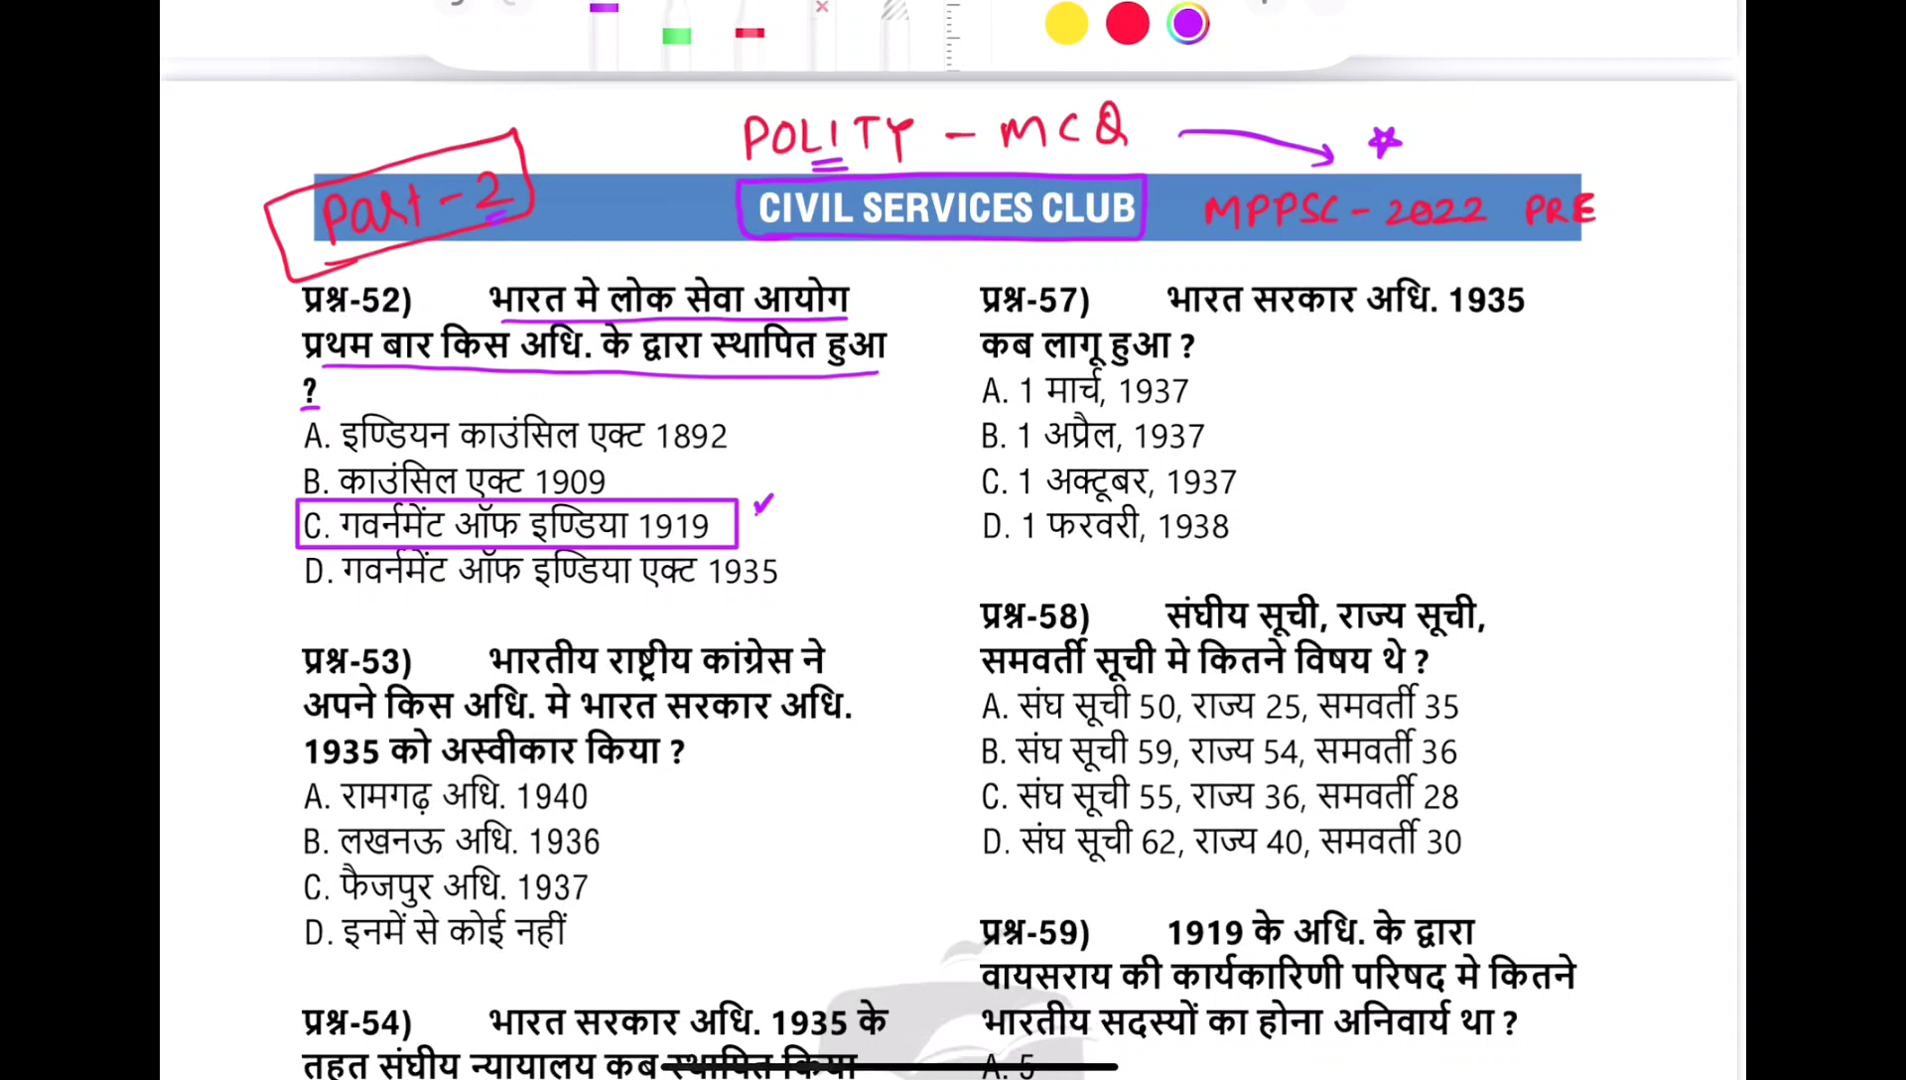 POLITY - MCQ
Part-2
CIVIL SERVICES CLUB
MPPSC-2022 PRE
प्रश्न-52) भारत मे लोक सेवा आयोग
प्रथम बार किस अधि. के द्वारा स्थापित हुआ
?
A. इण्डियन काउंसिल एक्ट 1892
B. काउंसिल एक्ट 1909
C. गवर्नमेंट ऑफ इण्डिया 1919
D. गवर्नमेंट ऑफ इण्डिया एक्ट 1935
प्रश्न-53) भारतीय राष्ट्रीय कांग्रेस ने
अपने किस अधि. मे भारत सरकार अधि.
1935 को अस्वीकार किया ?
A. रामगढ़ अधि. 1940
B. लखनऊ अधि. 1936
C. फैजपुर अधि. 1937
D. इनमें से कोई नहीं
प्रश्न-54) भारत सरकार अधि. 1935 के
तहत संघीय न्यायालय कब स्थापित किया
प्रश्न-57) भारत सरकार अधि. 1935
कब लागू हुआ ?
A. 1 मार्च, 1937
B. 1 अप्रैल, 1937
C. 1 अक्टूबर, 1937
D. 1 फरवरी, 1938
प्रश्न-58) संघीय सूची, राज्य सूची,
समवर्ती सूची मे कितने विषय थे ?
A. संघ सूची 50, राज्य 25, समवर्ती 35
B. संघ सूची 59, राज्य 54, समवर्ती 36
C. संघ सूची 55, राज्य 36, समवर्ती 28
D. संघ सूची 62, राज्य 40, समवर्ती 30
प्रश्न-59) 1919 के अधि. के द्वारा
वायसराय की कार्यकारिणी परिषद मे कितने
भारतीय सदस्यों का होना अनिवार्य था ?
A. 5